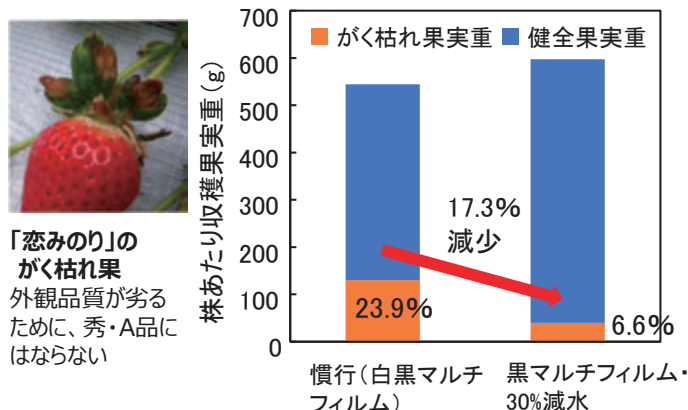 「恋みのり」の
がく枯れ果
外観品質が劣る
ために、秀・A品に
はならない
株あたり収穫果実重(g)
700
600
500
400
300
200
100
0
がく枯れ果実重 健全果実重
17.3%
減少
23.9%
6.6%
慣行(白黒マルチ
フィルム)
黒マルチフィルム・
30%減水